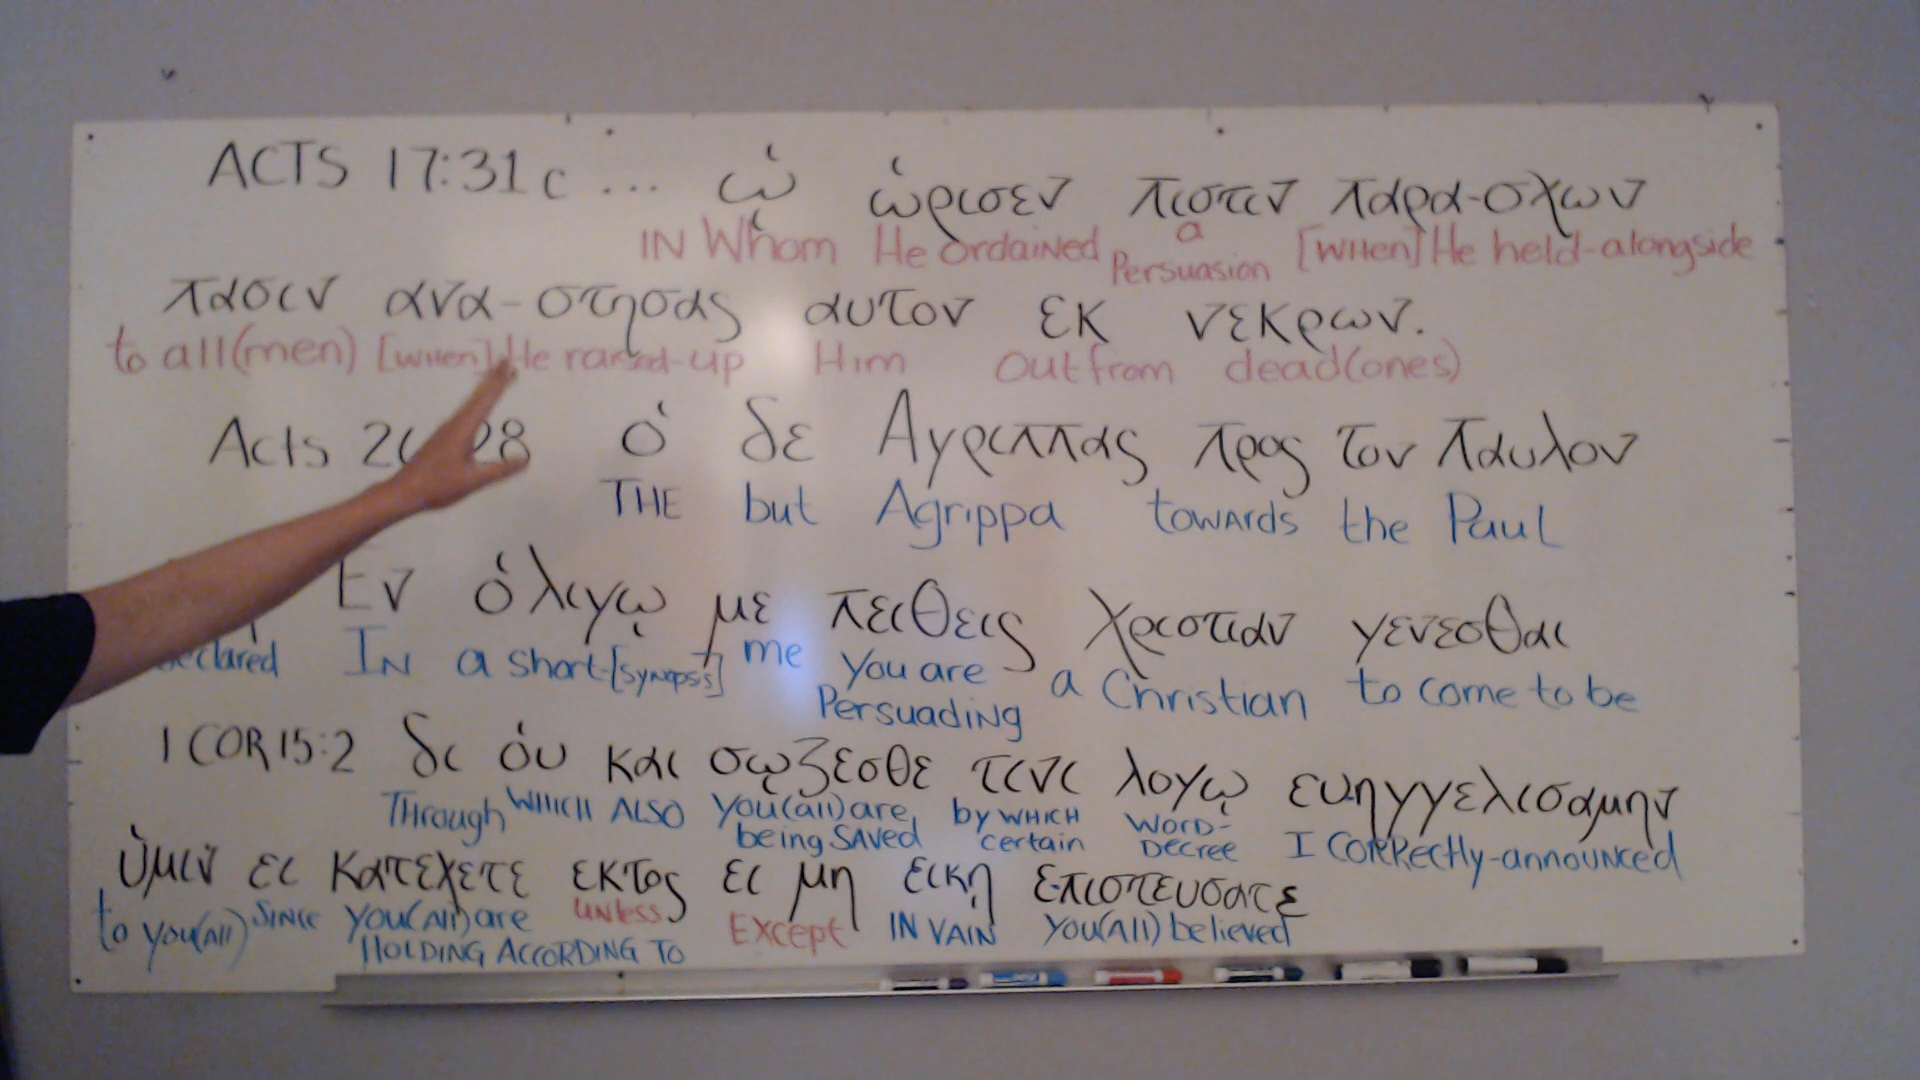 ACTS 17:31c ... ᾡ ὡρισεν πιστιν παρα-σχων
IN Whom He ordained a Persuasion [WHEN] He held-alongside
πασιν ανα-στησας αυτον εκ νεκρων.
to all(men) [WHEN] He raised-up Him Out from dead(ones)
Acts 28 ὁ δε Αγριππας προς τον Παυλον
THE but Agrippa towards the Paul
Εν ὀλιγῳ με πειθεις Χριστιαν γενεσθαι
In a short-[synopsis] me you are Persuading a Christian to come to be
1 COR 15:2 δι ὁυ και σῳζεσθε τινι λογῳ ευηγγελισαμην
Through WHICH ALSO you(all) are being SAVED by WHICH certain WORD-DECREE I CORRECTLY-announced
ὑμιν ει κατεχετε εκτος ει μη εικη επιστευσατε
to you(All) SINCE you(All) are HOLDING ACCORDING TO UNless Except IN VAIN YOU(All) believed